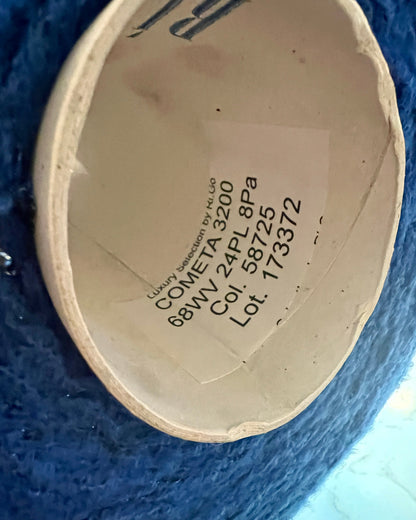 Luxury Selection by
COMETA 3200
68WV 24PL 8Pa
Col. 58725
Lot. 173372